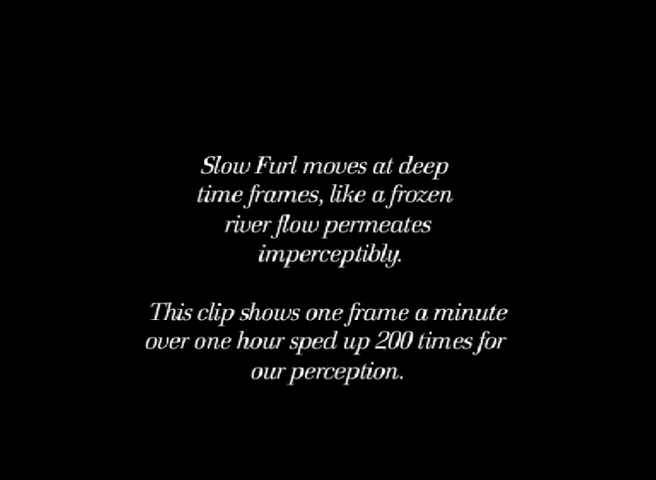 Slow Furl moves at deep
time frames, like a frozen
river flow permeates
imperceptibly.
This clip shows one frame a minute
over one hour sped up 200 times for
our perception.